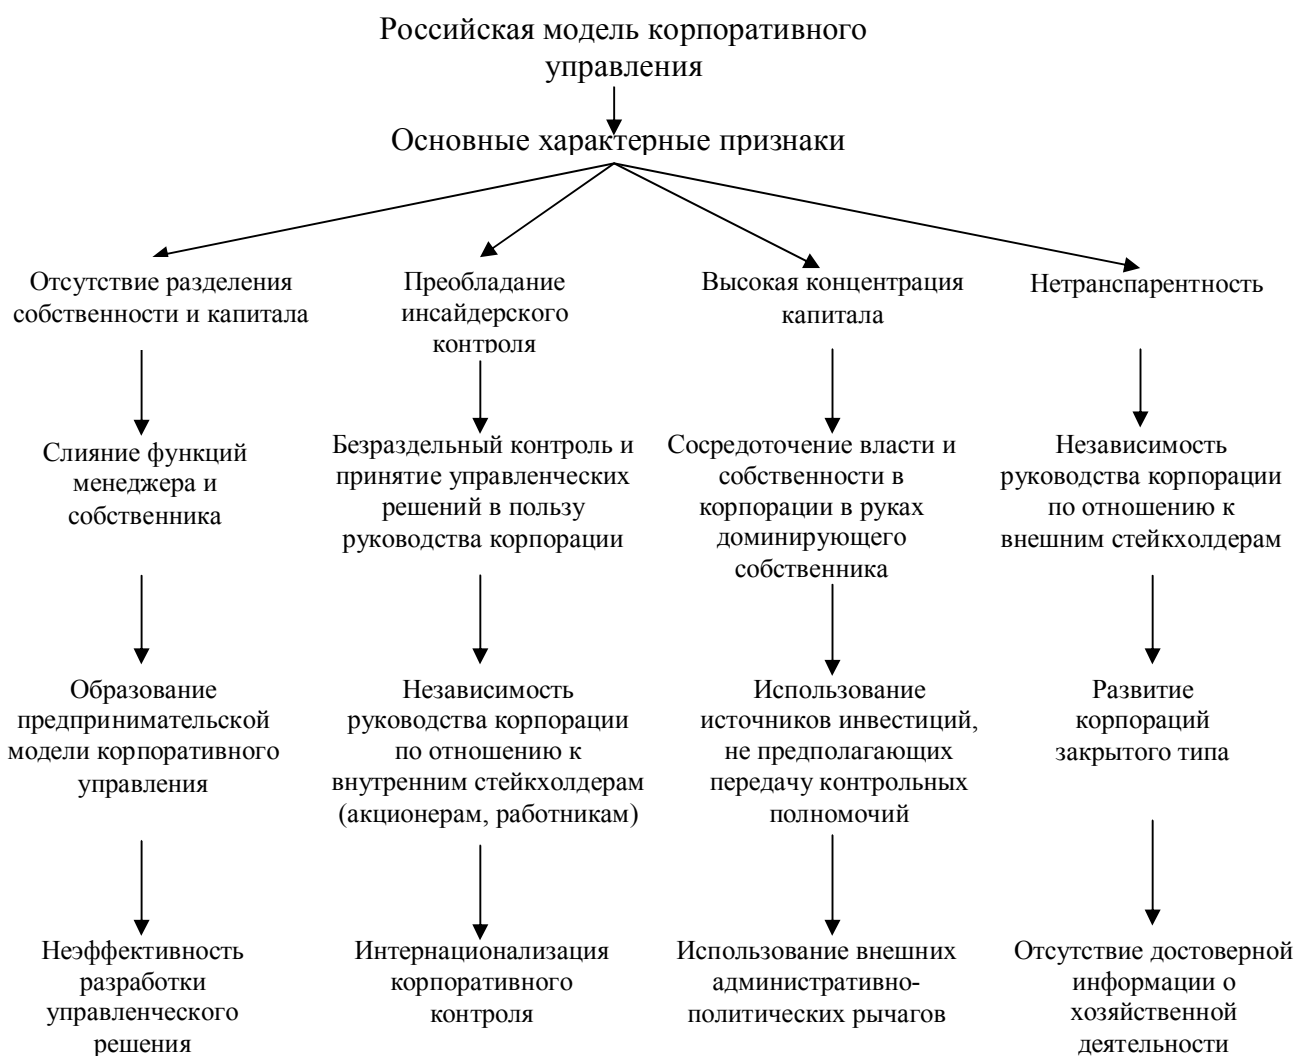 Российская модель корпоративного
управления
Основные характерные признаки
Отсутствие разделения
собственности и капитала
Преобладание
инсайдерского
контроля
Высокая концентрация
капитала
Нетранспарентность
Слияние функций
менеджера и
собственника
Безраздельный контроль и
принятие управленческих
решений в пользу
руководства корпорации
Сосредоточение власти и
собственности в
корпорации в руках
доминирующего
собственника
Независимость
руководства корпорации
по отношению к
внешним стейкхолдерам
Образование
предпринимательской
модели корпоративного
управления
Независимость
руководства корпорации
по отношению к
внутренним стейкхолдерам
(акционерам, работникам)
Использование
источников инвестиций,
не предполагающих
передачу контрольных
полномочий
Развитие
корпораций
закрытого типа
Неэффективность
разработки
управленческого
решения
Интернационализация
корпоративного
контроля
Использование внешних
административно-
политических рычагов
Отсутствие достоверной
информации о
хозяйственной
деятельности